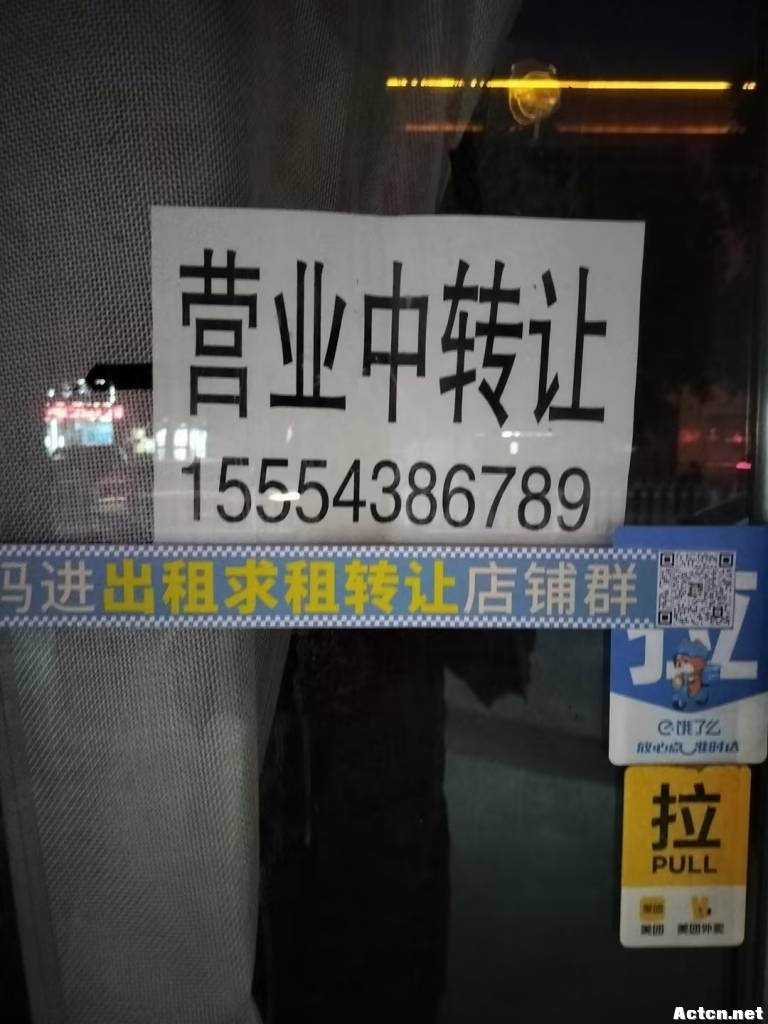 营业中转让
15554386789
码进出租求租转让店铺群
拉
饿了么
放心点 准时达
拉
PULL
美团 美团外卖
Actcn.net